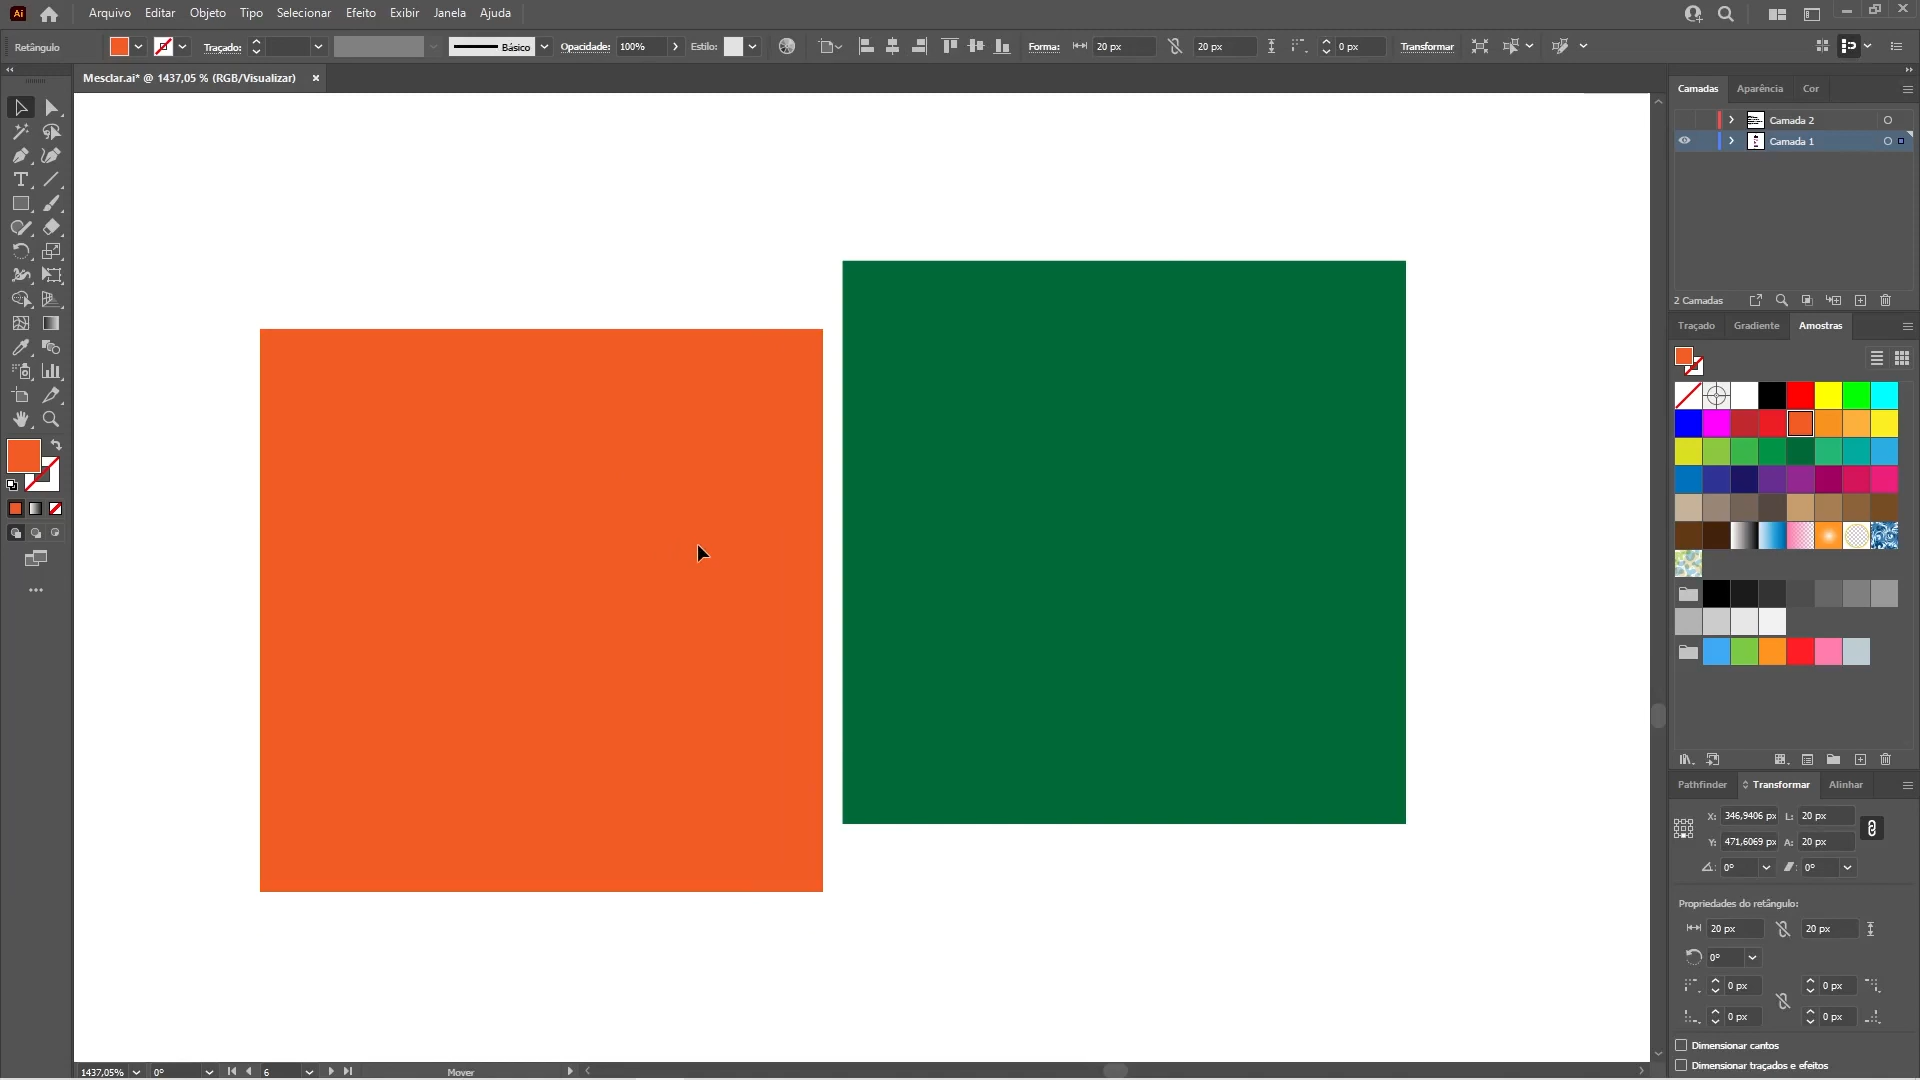 Ai Arquivo Editar Objeto Tipo Selecionar Efeito Exibir Janela Ajuda
Retângulo Traçado: Básico Opacidade: 100% Estilo: Forma: 20 px 20 px 0 px Transformar
Mesclar.ai* @ 1437,05 % (RGB/Visualizar) ×
Camadas Aparência Cor
Camada 2
Camada 1
2 Camadas
Traçado Gradiente Amostras
Pathfinder Transformar Alinhar
X: 346,9406 px L: 20 px
Y: 471,6069 px A: 20 px
0° 0°
Propriedades do retângulo:
20 px 20 px
0°
0 px 0 px
0 px 0 px
Dimensionar cantos
Dimensionar traçados e efeitos
1437,05% 0° 6 Mover